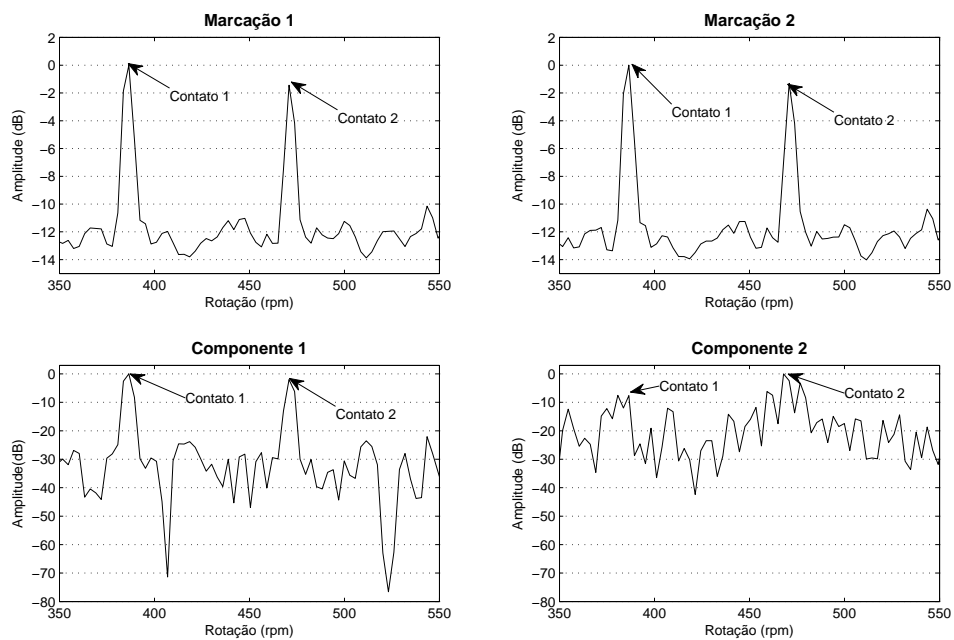 Marcação 1
2
0
−2
−4
−6
−8
−10
−12
−14
350
400
450
500
550
Amplitude (dB)
Rotação (rpm)
Contato 1
Contato 2
Marcação 2
2
0
−2
−4
−6
−8
−10
−12
−14
350
400
450
500
550
Amplitude (dB)
Rotação (rpm)
Contato 1
Contato 2
Componente 1
0
−10
−20
−30
−40
−50
−60
−70
−80
350
400
450
500
550
Amplitude(dB)
Rotação (rpm)
Contato 1
Contato 2
Componente 2
0
−10
−20
−30
−40
−50
−60
−70
−80
350
400
450
500
550
Amplitude (dB)
Rotação (rpm)
Contato 1
Contato 2